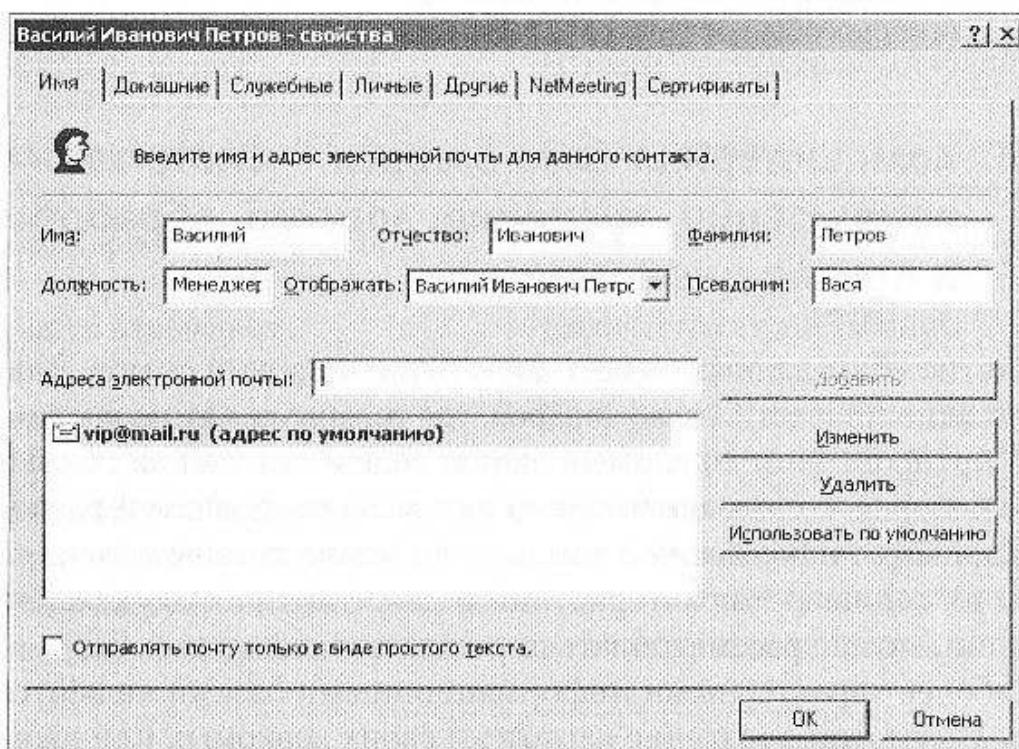 Василий Иванович Петров - свойства ? ×
Имя Домашние Служебные Личные Другие NetMeeting Сертификаты
Введите имя и адрес электронной почты для данного контакта.
Имя: Василий Отчество: Иванович Фамилия: Петров
Должность: Менеджер Отображать: Василий Иванович Петрс Псевдоним: Вася
Адреса электронной почты: Добавить
vip@mail.ru (адрес по умолчанию)
Изменить
Удалить
Использовать по умолчанию
Отправлять почту только в виде простого текста.
ОК Отмена